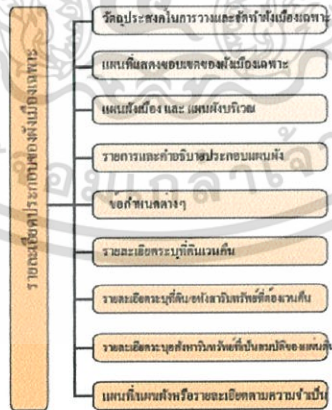 รายละเอียดประกอบของผังเมืองเฉพาะ
วัตถุประสงค์ในการวางและจัดทำผังเมืองเฉพาะ
แผนที่แสดงขอบเขตของผังเมืองเฉพาะ
แผนผังเมือง และ แผนผังบริเวณ
รายการและคำอธิบายประกอบแผนผัง
ข้อกำหนดต่างๆ
รายละเอียดระบุที่ดินเวนคืน
รายละเอียดระบุที่ดิน/อสังหาริมทรัพย์ที่ต้องเวนคืน
รายละเอียดระบุอสังหาริมทรัพย์ที่เป็นสมบัติของแผ่นดิน
แผนที่แผนผังหรือรายละเอียดตามความจำเป็น